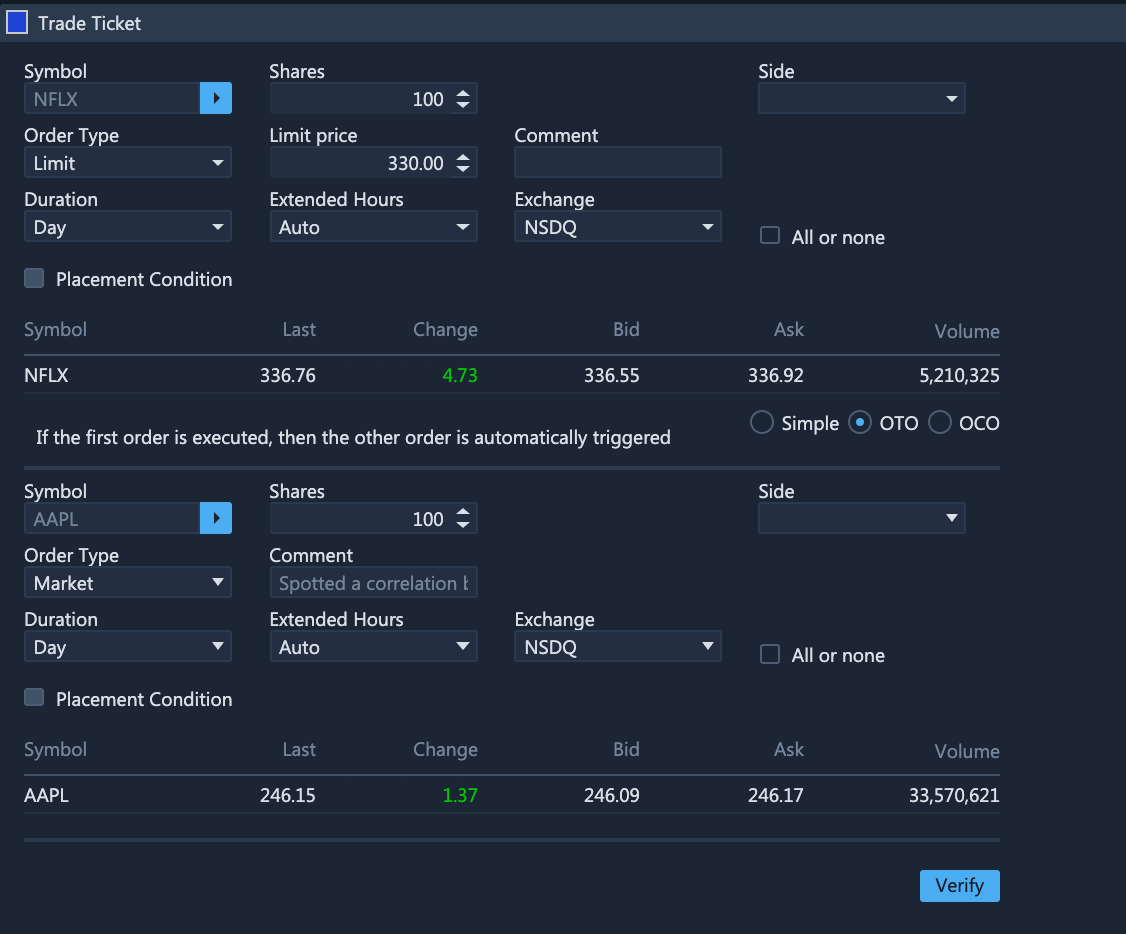 Trade Ticket
Symbol Shares Side
NFLX 100
Order Type Limit price Comment
Limit 330.00
Duration Extended Hours Exchange
Day Auto NSDQ All or none
Placement Condition
Symbol Last Change Bid Ask Volume
NFLX 336.76 4.73 336.55 336.92 5,210,325
If the first order is executed, then the other order is automatically triggered Simple OTO OCO
Symbol Shares Side
AAPL 100
Order Type Comment
Market Spotted a correlation
Duration Extended Hours Exchange
Day Auto NSDQ All or none
Placement Condition
Symbol Last Change Bid Ask Volume
AAPL 246.15 1.37 246.09 246.17 33,570,621
Verify